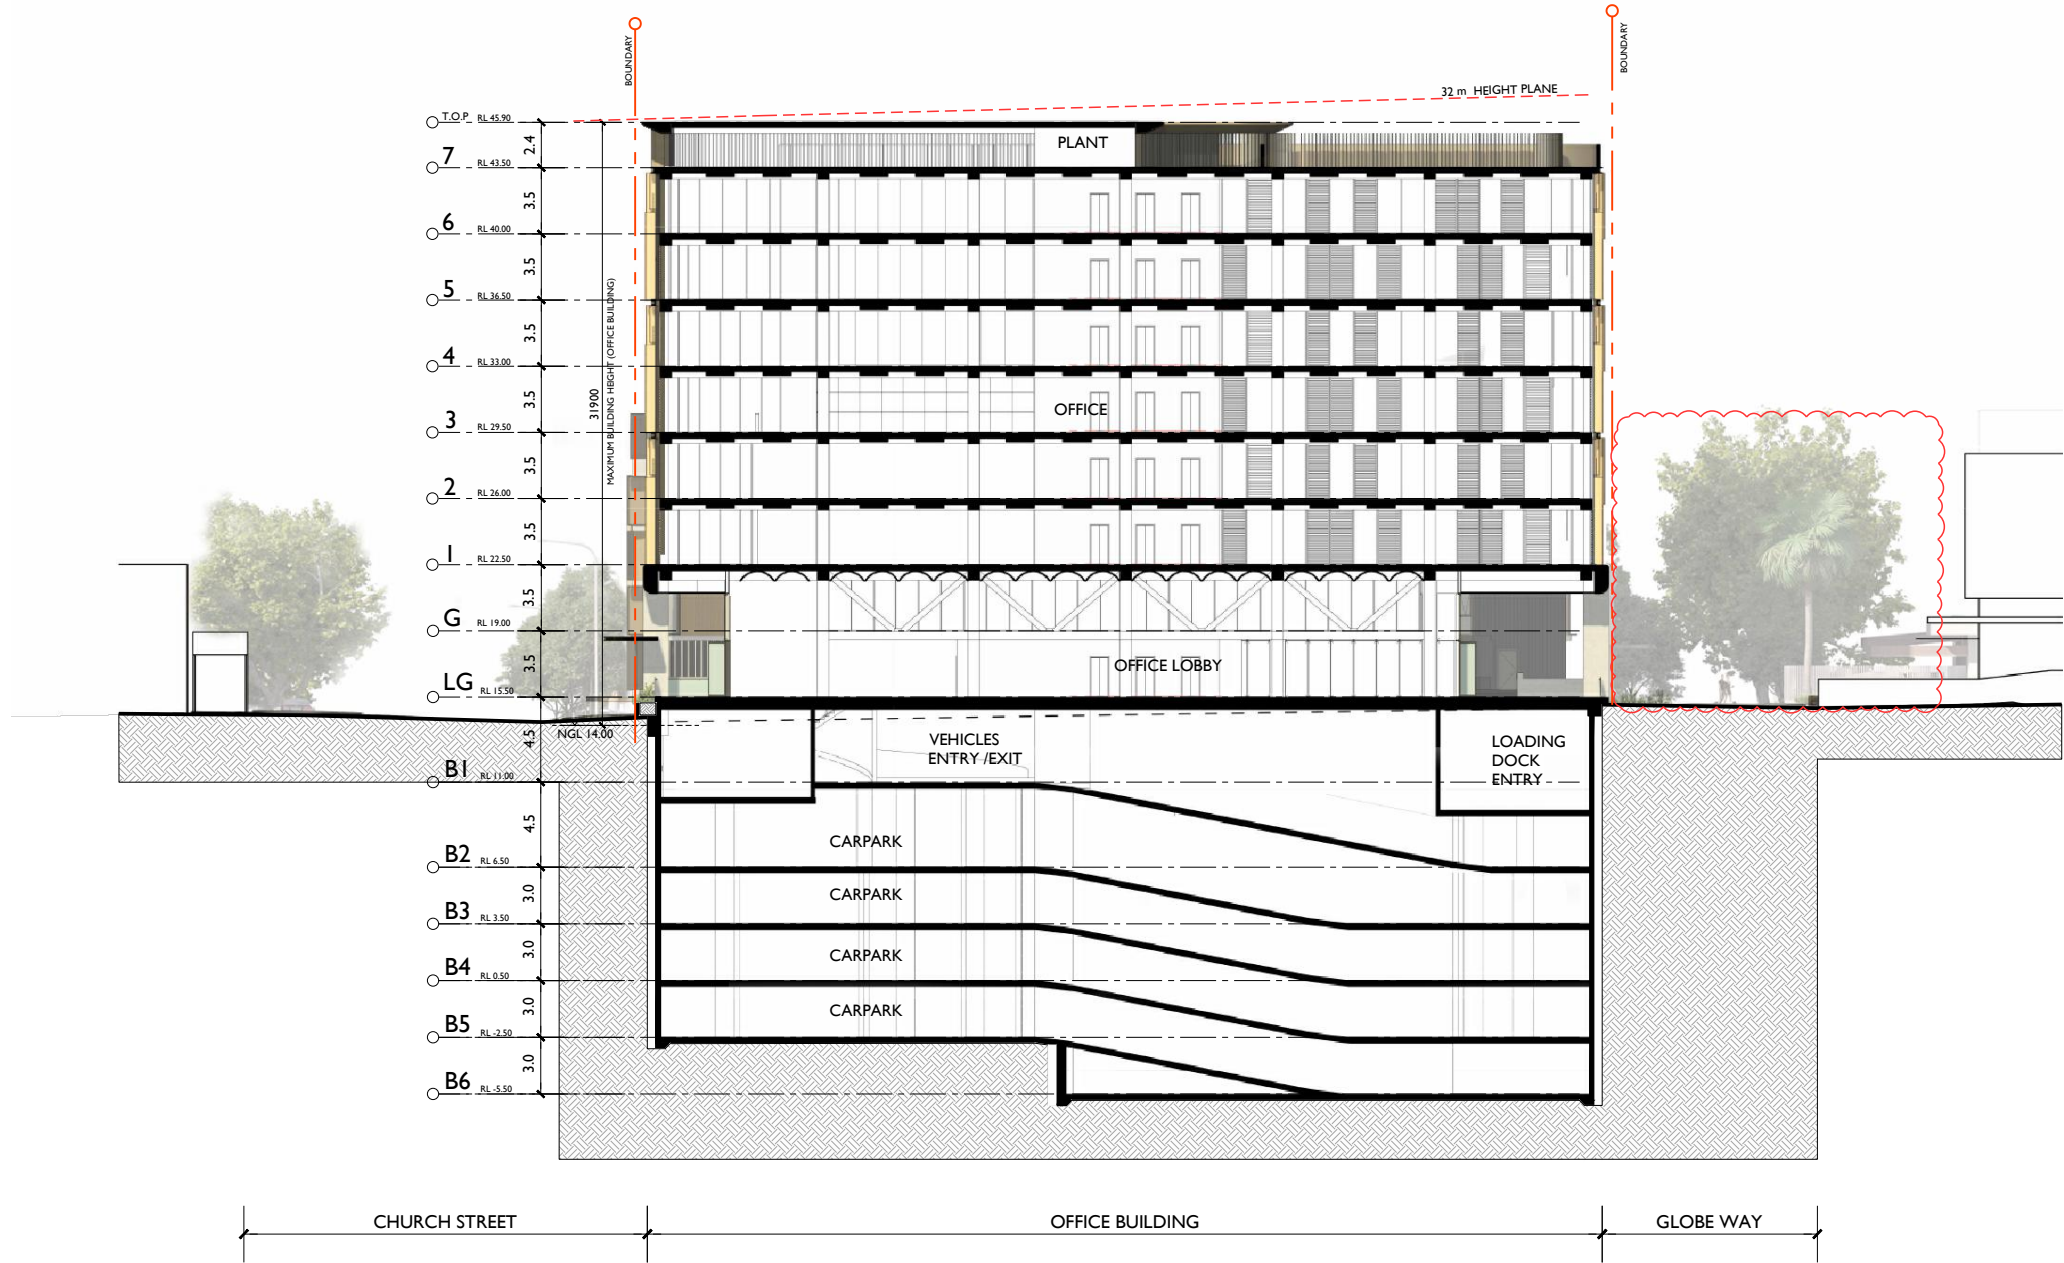 BOUNDARY
BOUNDARY
32 m HEIGHT PLANE
T.O.P RL 45.90
2.4
PLANT
7 RL 43.50
3.5
6 RL 40.00
3.5
5 RL 36.50
3.5
4 RL 33.00
3.5
OFFICE
3 RL 29.50
3.5
2 RL 26.00
3.5
1 RL 22.50
3.5
G RL 19.00
3.5
OFFICE LOBBY
LG RL 15.50
31900
MAXIMUM BUILDING HEIGHT (OFFICE BUILDING)
NGL 14.00
4.5
VEHICLES
ENTRY /EXIT
LOADING
DOCK
ENTRY
B1 RL 11.00
4.5
CARPARK
B2 RL 6.50
3.0
CARPARK
B3 RL 3.50
3.0
CARPARK
B4 RL 0.50
3.0
CARPARK
B5 RL -2.50
3.0
B6 RL -5.50
CHURCH STREET
OFFICE BUILDING
GLOBE WAY